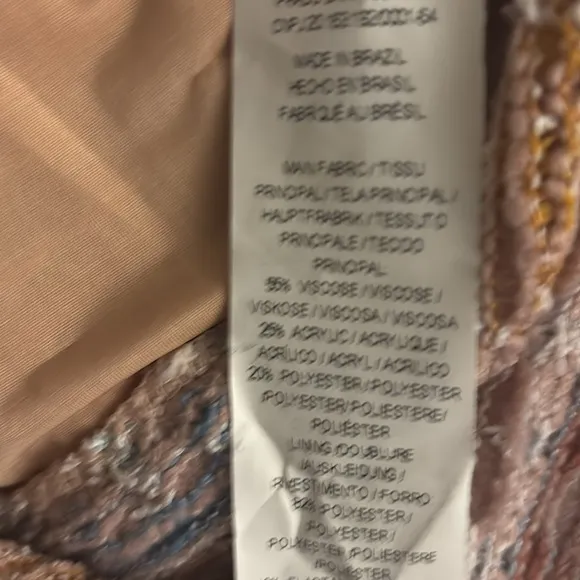 MADE IN BRAZIL
HECHO EN BRASIL
FABRIQUÉ AU BRÉSIL
MAIN FABRIC / TISSU
PRINCIPAL / TELA PRINCIPAL /
HAUPTFABRIK / TESSUTO
PRINCIPALE / TECIDO
PRINCIPAL
55% VISCOSE / VISCOSE /
VISKOSE / VISCOSA / VISCOSA
25% ACRYLIC / ACRYLIQUE /
ACRÍLICO / ACRYL / ACRILICO
20% POLYESTER / POLYESTER
/POLYESTER/POLIESTERE/
POLIÉSTER
LINING / DOUBLURE
/AUSKLEIDUNG /
RIVESTIMENTO / FORRO
POLYESTER /
POLYESTER /
POLYESTER / POLIESTERE